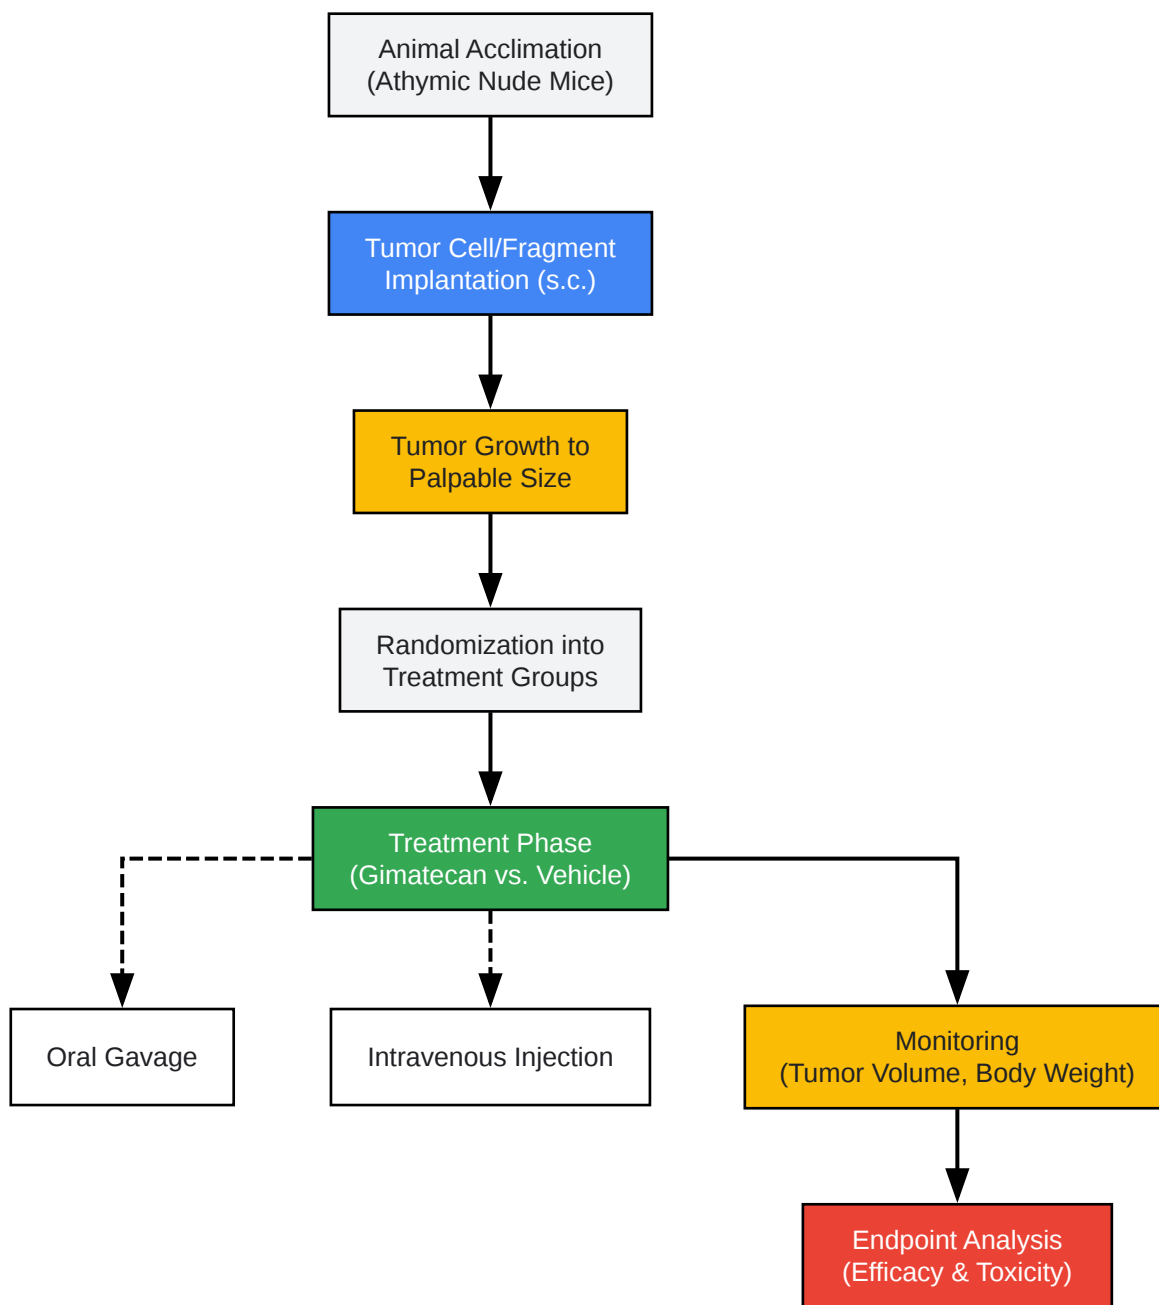 Animal Acclimation
(Athymic Nude Mice)
Tumor Cell/Fragment
Implantation (s.c.)
Tumor Growth to
Palpable Size
Randomization into
Treatment Groups
Treatment Phase
(Gimatecan vs. Vehicle)
Oral Gavage
Intravenous Injection
Monitoring
(Tumor Volume, Body Weight)
Endpoint Analysis
(Efficacy & Toxicity)